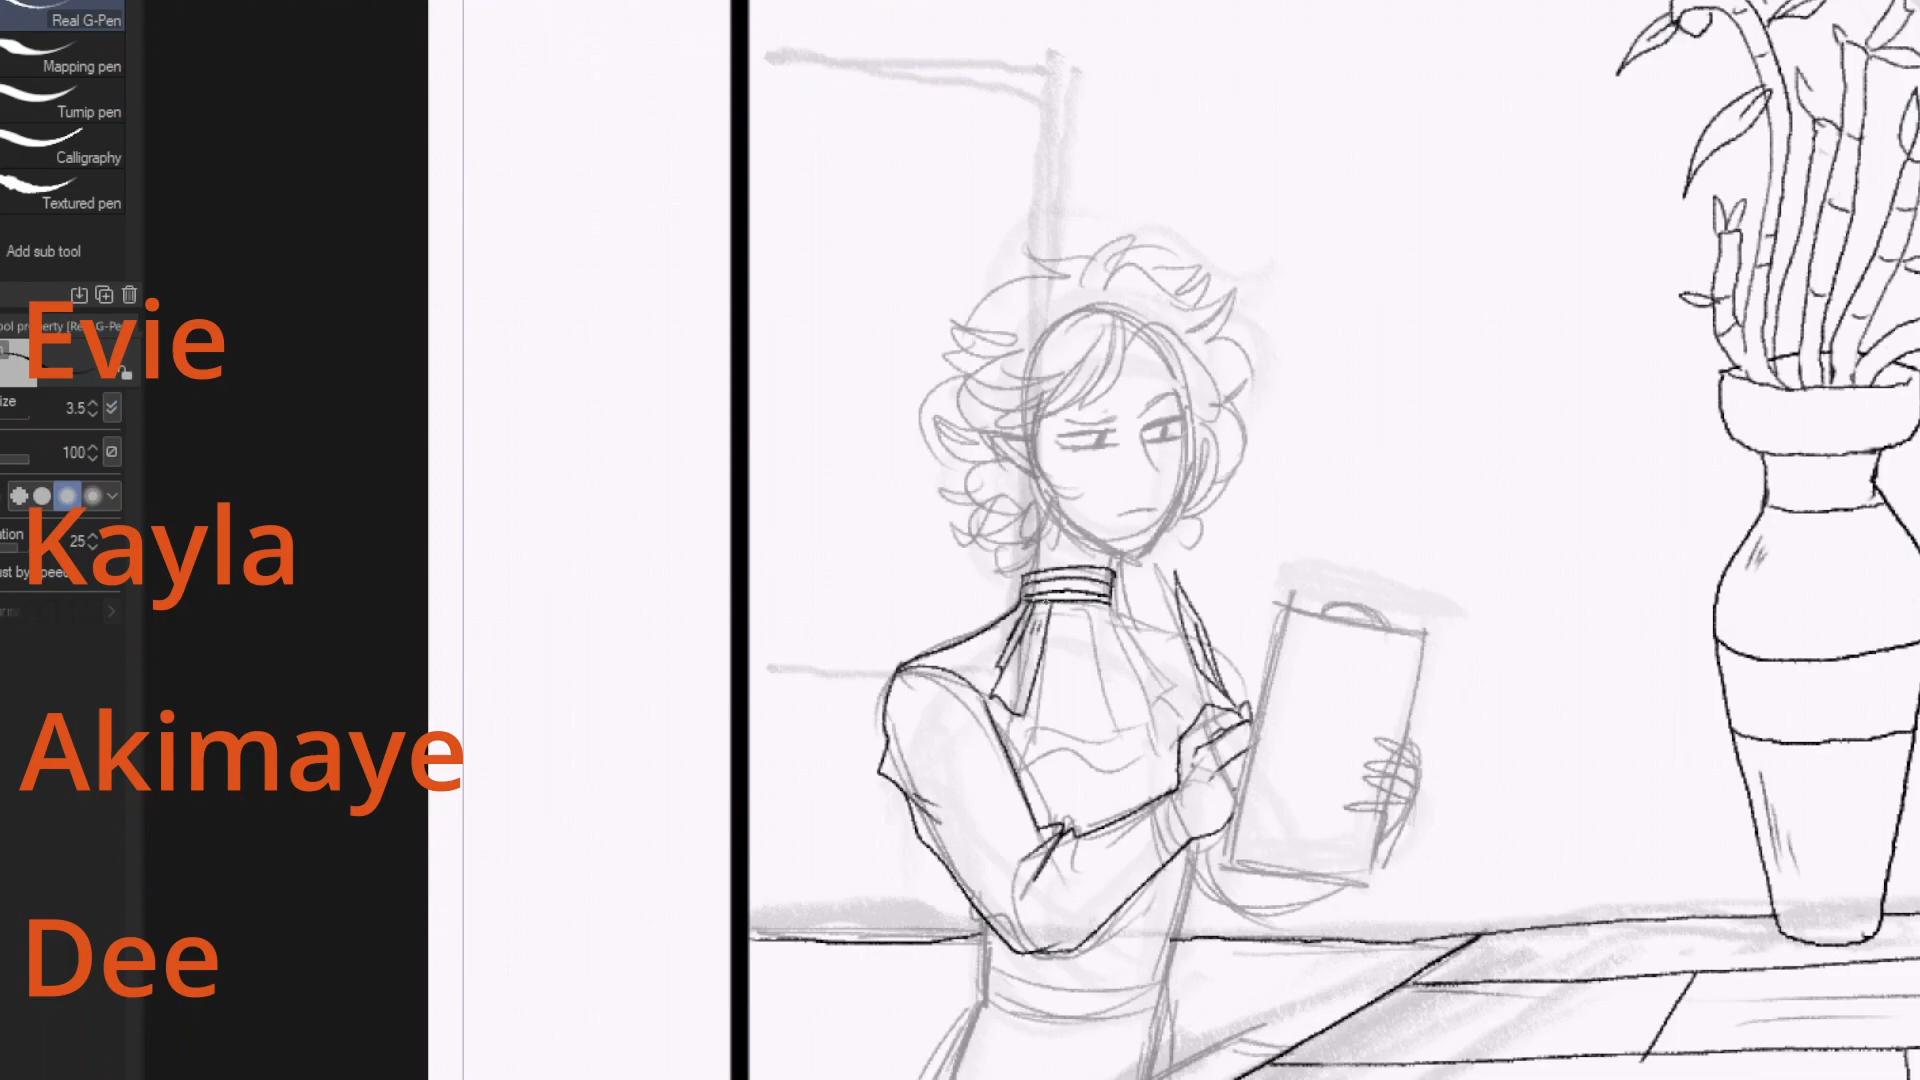 Real G-Pen
Mapping pen
Turnip pen
Calligraphy
Textured pen
Add sub tool
Evie
3.5
100
Kayla
25
Akimaye
Dee